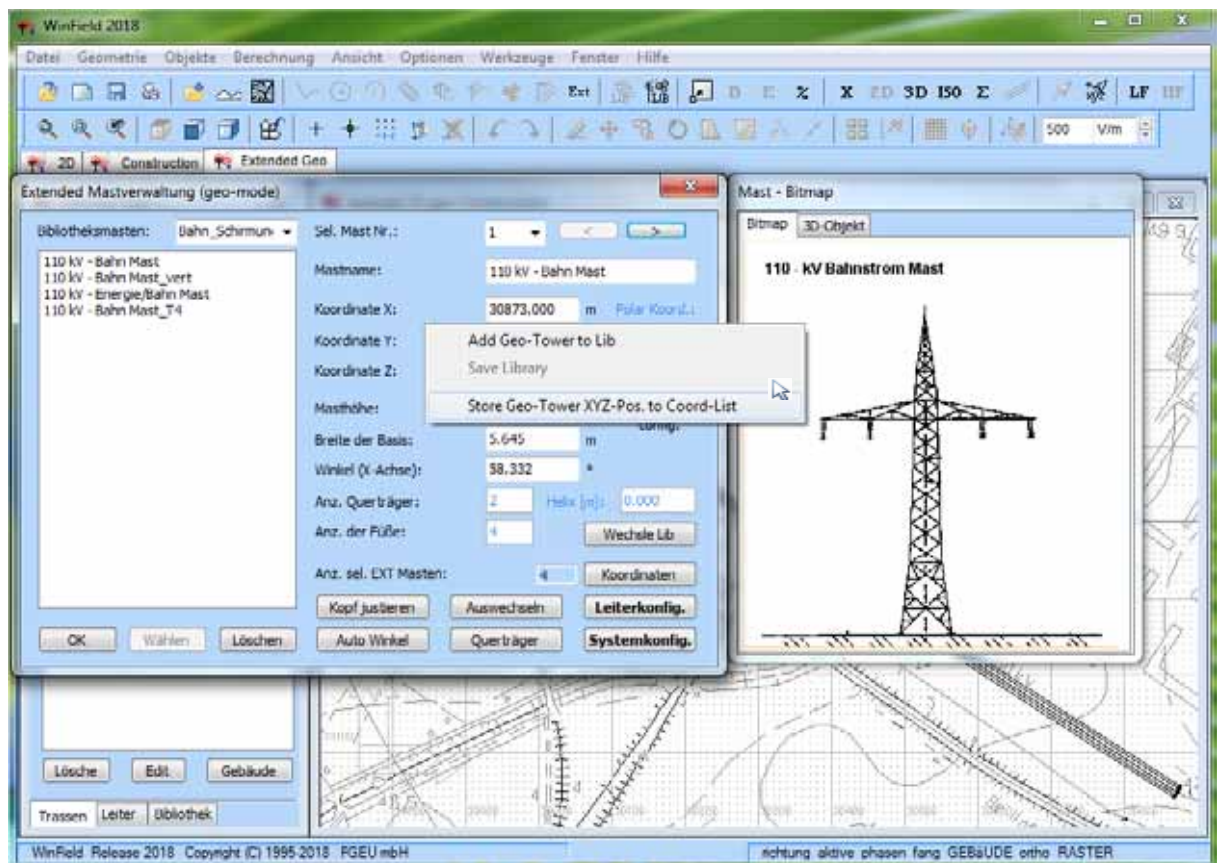 WinField 2018
Datei Geometrie Objekte Berechnung Ansicht Optionen Werkzeuge Fenster Hilfe
Ext
X 2D 3D ISO Σ
LF HF
500 V/m
2D Construction Extended Geo
Extended Mastverwaltung (geo-mode)
Bibliotheksmasten: Bahn_Schirmun
110 kV - Bahn Mast
110 kV - Bahn Mast_vert
110 kV - Energie/Bahn Mast
110 kV - Bahn Mast_T4
Sel. Mast Nr.: 1 < >
Mastname: 110 kV - Bahn Mast
Koordinate X: 30873.000 m Polar Koord.:
Koordinate Y:
Koordinate Z:
Masthöhe:
Add Geo-Tower to Lib
Save Library
Store Geo-Tower XYZ-Pos. to Coord-List
Config.
Breite der Basis: 5.645 m
Winkel (X-Achse): 58.332 °
Anz. Querträger: 2 Helix [m]: 0.000
Anz. der Füße: 4 Wechsle Lib
Anz. sel. EXT Masten: 4 Koordinaten
Kopf justieren Auswechseln Leiterkonfig.
OK Wählen Löschen Auto Winkel Querträger Systemkonfig.
Mast - Bitmap
Bitmap 3D-Objekt
110 - KV Bahnstrom Mast
Lösche Edit Gebäude
Trassen Leiter Bibliothek
WinField Release 2018 Copyright (C) 1995-2018 FGEU mbH
richtung aktive phasen fang GEBäUDE ortho RASTER